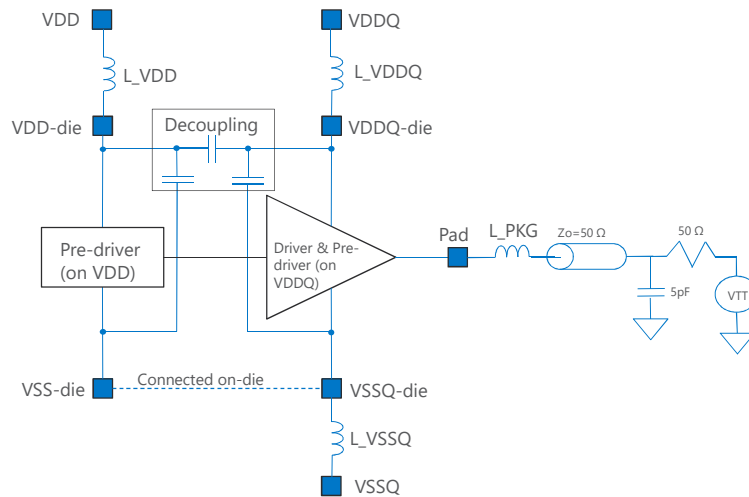 VDD
VDDQ
L_VDD
L_VDDQ
VDD-die
Decoupling
VDDQ-die
Pre-driver
(on VDD)
Driver & Pre-
driver (on
VDDQ)
Pad
L_PKG
Zo=50 Ω
50 Ω
5pF
VTT
VSS-die
Connected on-die
VSSQ-die
L_VSSQ
VSSQ